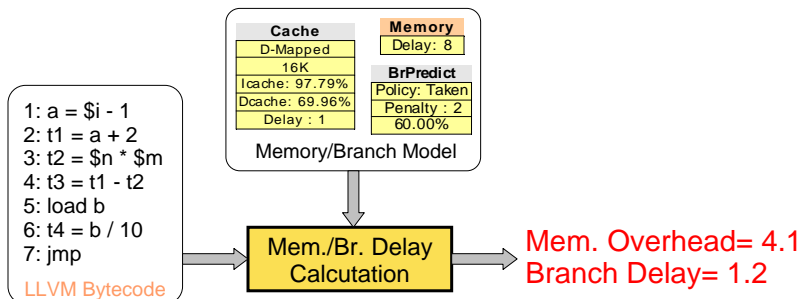 Cache
D-Mapped
16K
Icache: 97.79%
Dcache: 69.96%
Delay : 1
Memory
Delay: 8
BrPredict
Policy: Taken
Penalty : 2
60.00%
Memory/Branch Model
1: a = $i - 1
2: t1 = a + 2
3: t2 = $n * $m
4: t3 = t1 - t2
5: load b
6: t4 = b / 10
7: jmp
LLVM Bytecode
Mem./Br. Delay
Calcutation
Mem. Overhead= 4.1
Branch Delay= 1.2